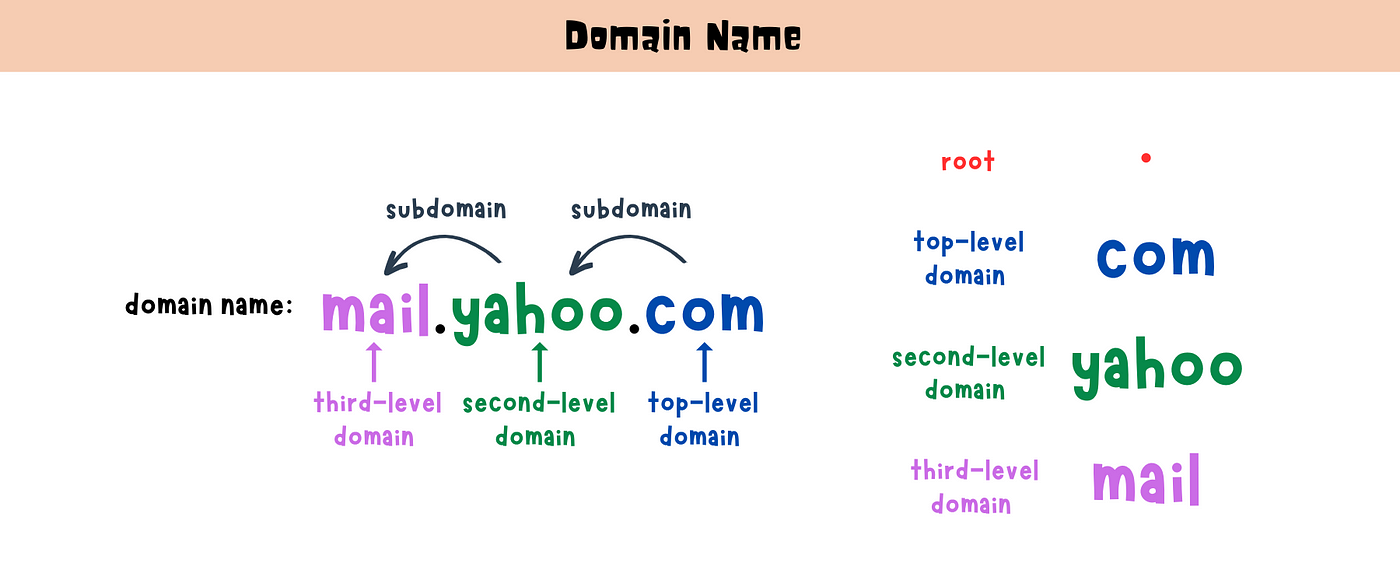 Domain Name
subdomain subdomain
domain name: mail.yahoo.com
third-level second-level top-level
domain domain domain
root .
top-level
domain
com
second-level
domain
yahoo
third-level
domain
mail